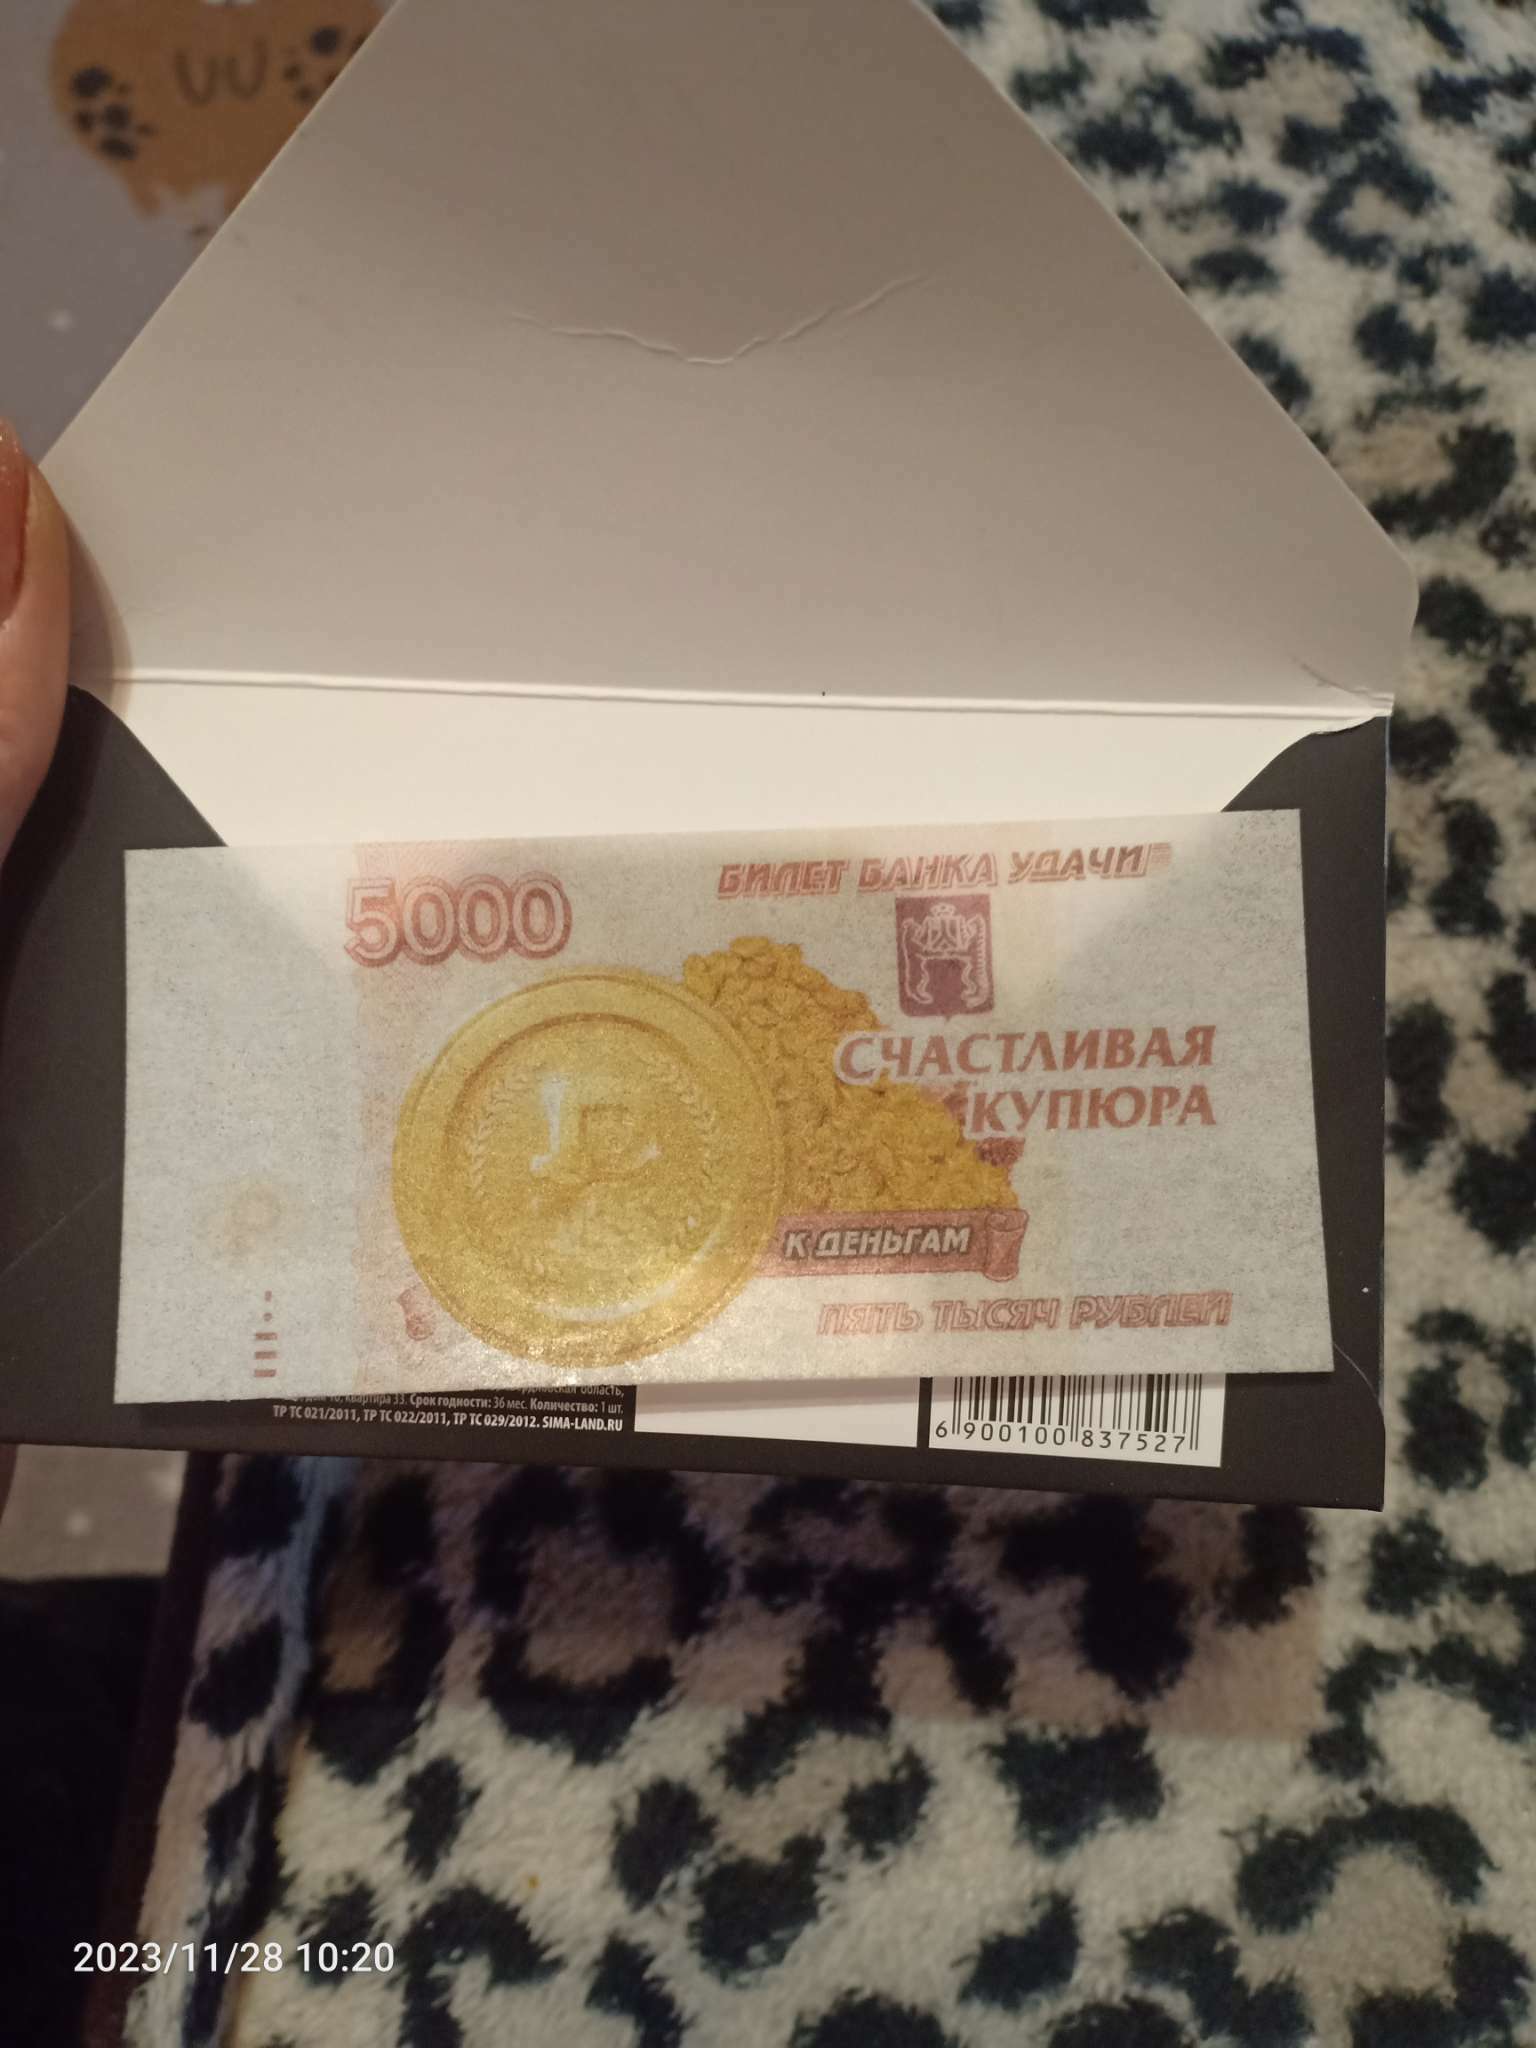 5000
БИЛЕТ БАНКА УДАЧИ
СЧАСТЛИВАЯ
КУПЮРА
К ДЕНЬГАМ
ПЯТЬ ТЫСЯЧ РУБЛЕЙ
область,
квартира 33. Срок годности: 36 мес. Количество: 1 шт.
ТР ТС 021/2011, ТР ТС 022/2011, ТР ТС 029/2012. SIMA-LAND.RU
6 900100 837527
2023/11/28 10:20